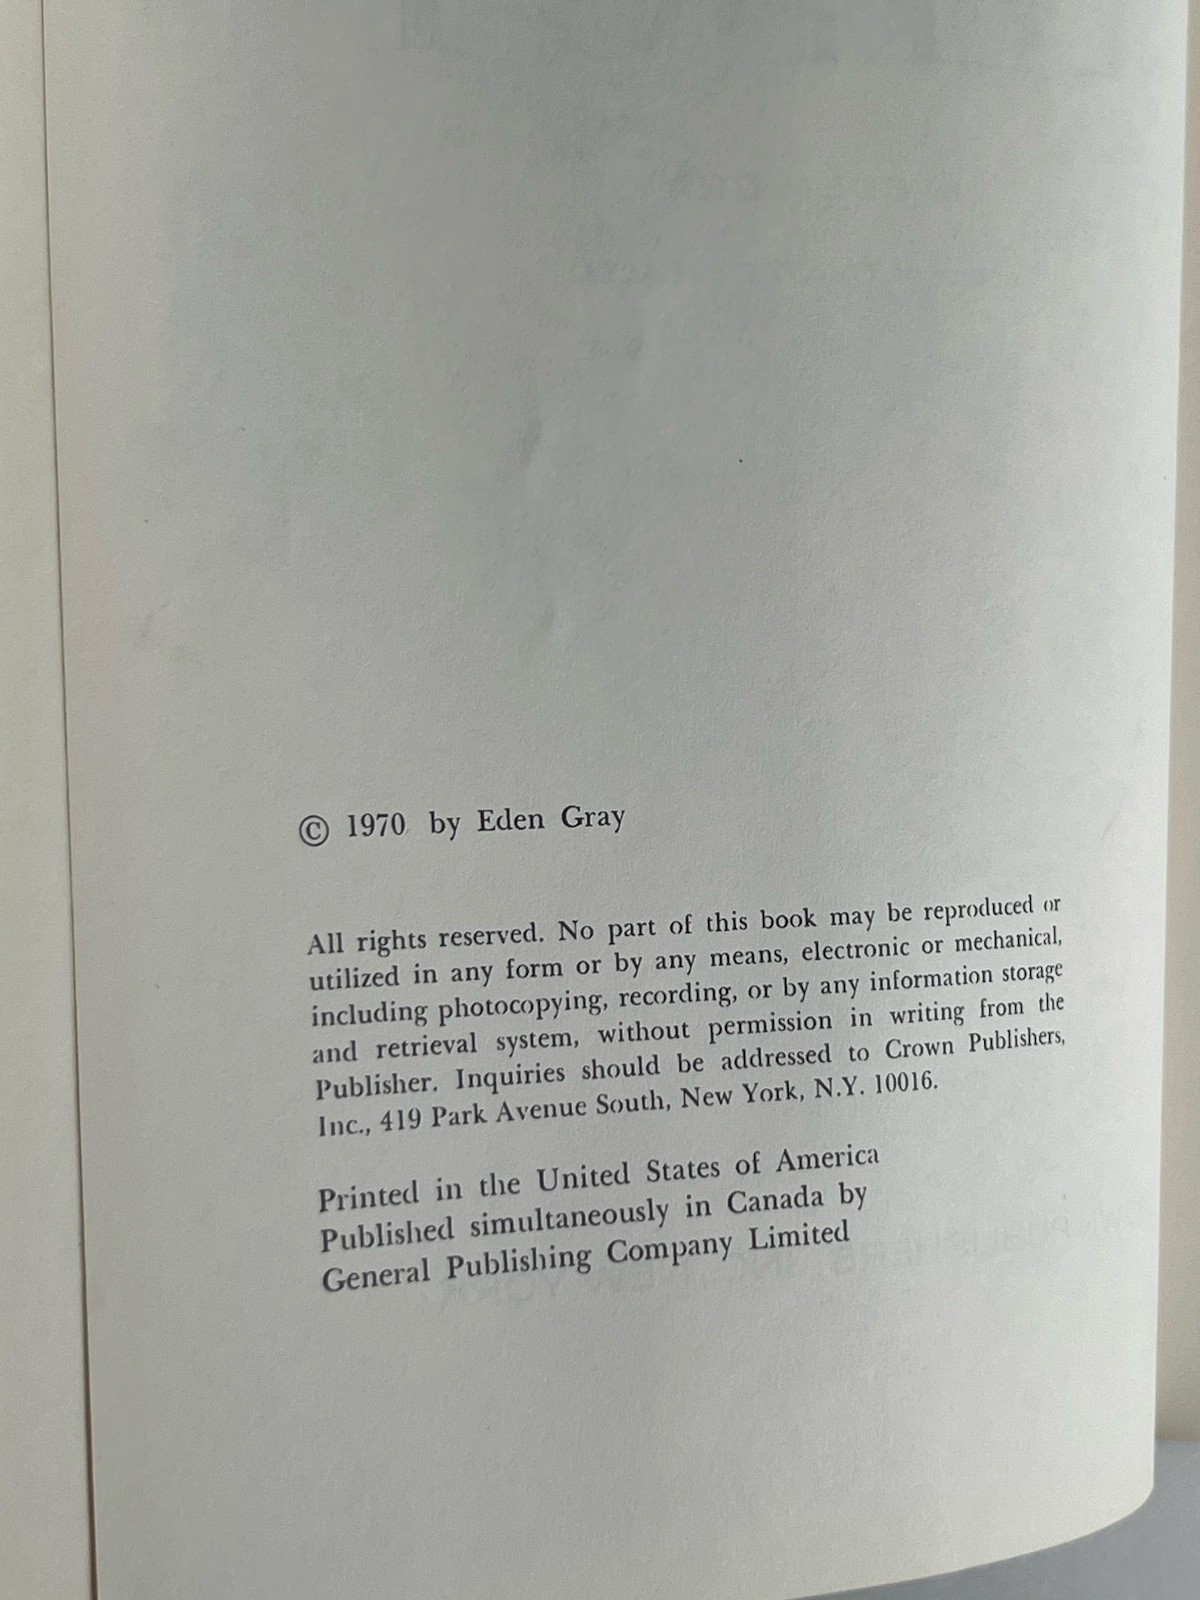 © 1970 by Eden Gray
All rights reserved. No part of this book may be reproduced or
utilized in any form or by any means, electronic or mechanical,
including photocopying, recording, or by any information storage
and retrieval system, without permission in writing from the
Publisher. Inquiries should be addressed to Crown Publishers,
Inc., 419 Park Avenue South, New York, N.Y. 10016.
Printed in the United States of America
Published simultaneously in Canada by
General Publishing Company Limited